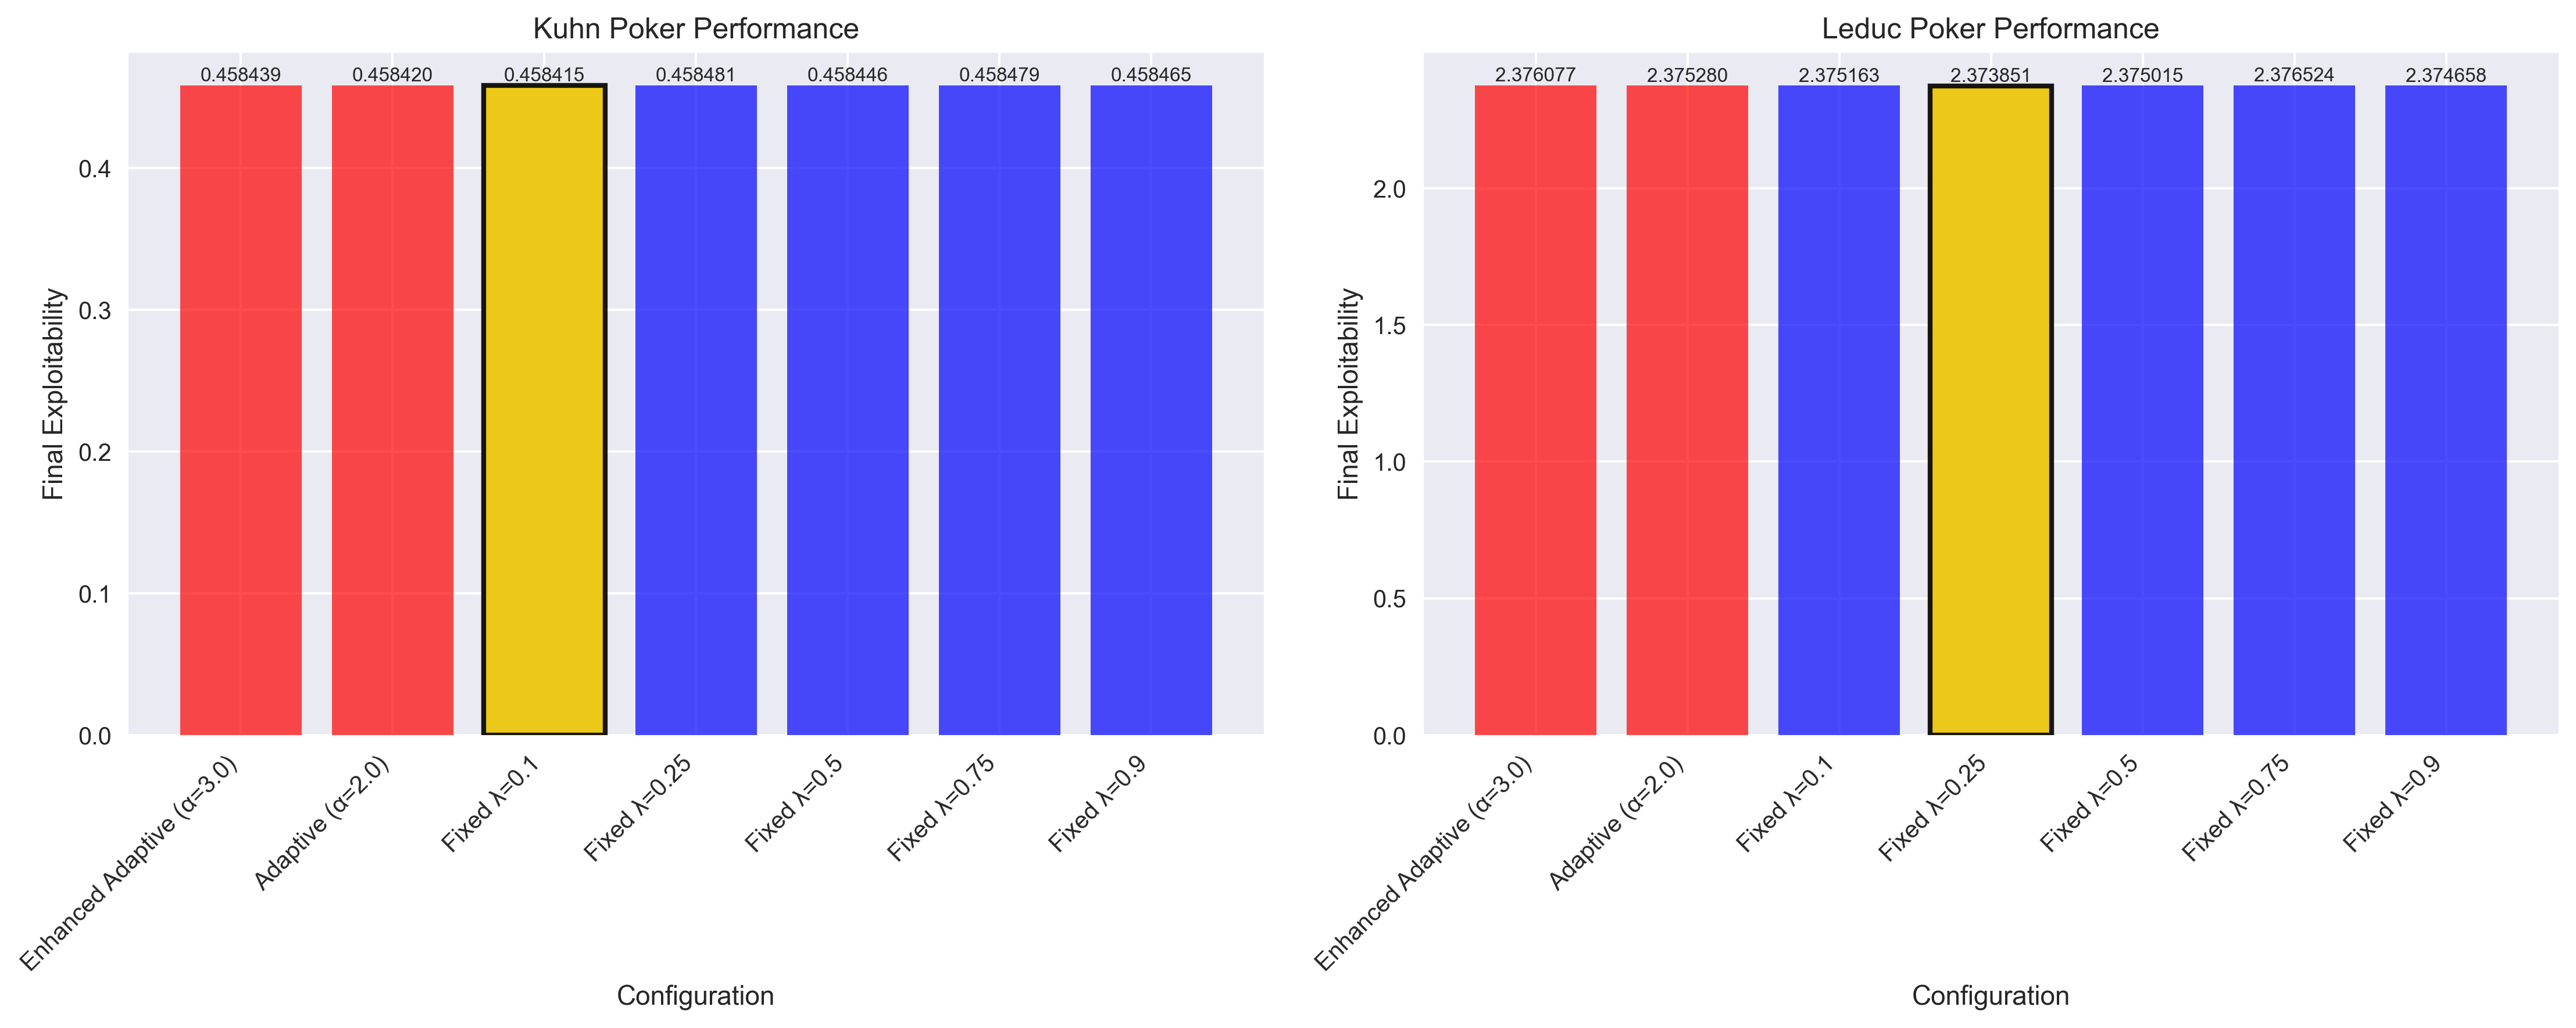 Kuhn Poker Performance
0.458439 0.458420 0.458415 0.458481 0.458446 0.458479 0.458465
Final Exploitability
0.4
0.3
0.2
0.1
0.0
Enhanced Adaptive (α=3.0)
Adaptive (α=2.0)
Fixed λ=0.1
Fixed λ=0.25
Fixed λ=0.5
Fixed λ=0.75
Fixed λ=0.9
Configuration
Leduc Poker Performance
2.376077 2.375280 2.375163 2.373851 2.375015 2.376524 2.374658
Final Exploitability
2.0
1.5
1.0
0.5
0.0
Enhanced Adaptive (α=3.0)
Adaptive (α=2.0)
Fixed λ=0.1
Fixed λ=0.25
Fixed λ=0.5
Fixed λ=0.75
Fixed λ=0.9
Configuration